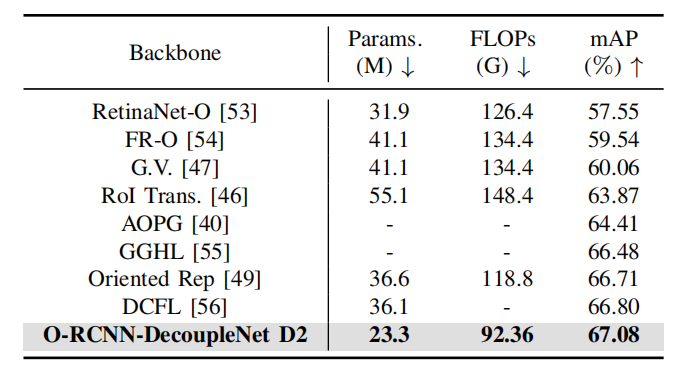 Backbone Params. (M) ↓ FLOPs (G) ↓ mAP (%) ↑
RetinaNet-O [53] 31.9 126.4 57.55
FR-O [54] 41.1 134.4 59.54
G.V. [47] 41.1 134.4 60.06
RoI Trans. [46] 55.1 148.4 63.87
AOPG [40] - - 64.41
GGHL [55] - - 66.48
Oriented Rep [49] 36.6 118.8 66.71
DCFL [56] 36.1 - 66.80
O-RCNN-DecoupleNet D2 23.3 92.36 67.08